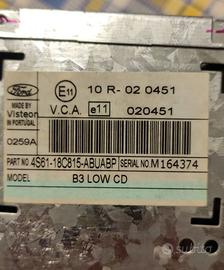 Ford
E11
10 R- 02 0451
MADE BY
Visteon
IN PORTUGAL
V.C.A.
e11
020451
0259A
PART NO. 4S61-18C815-ABUABP SERIAL NO. M164374
MODEL
B3 LOW CD
subito